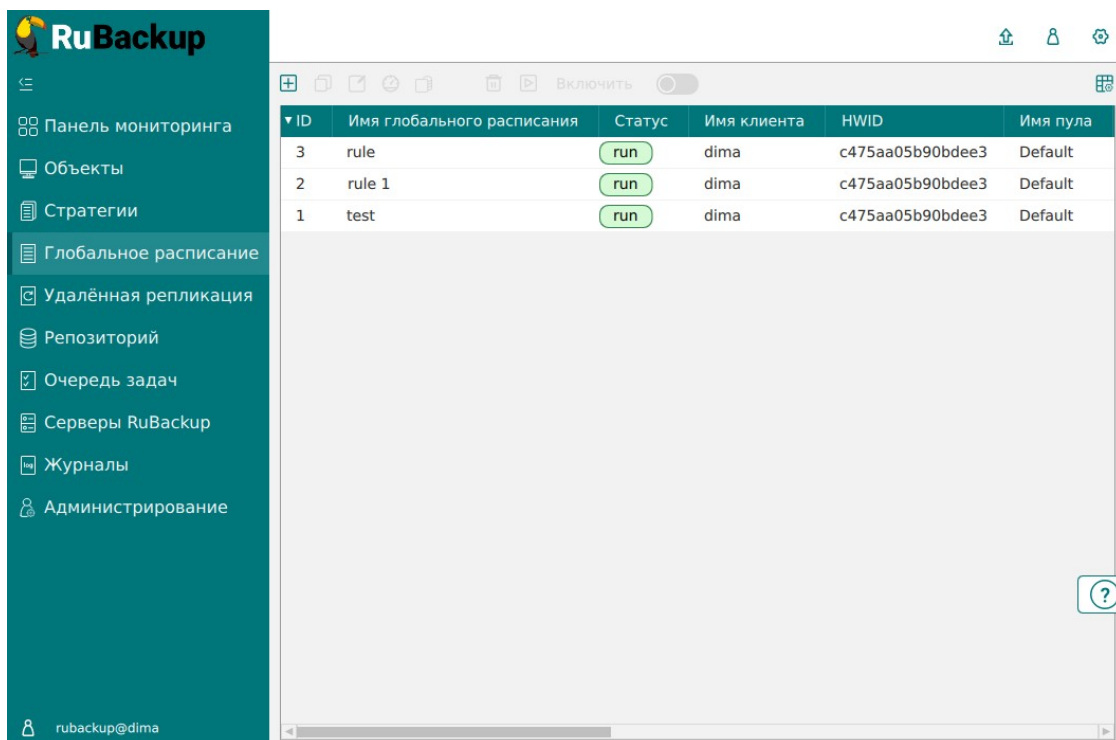 RuBackup
Включить
Панель мониторинга
Объекты
Стратегии
Глобальное расписание
Удалённая репликация
Репозиторий
Очередь задач
Серверы RuBackup
log Журналы
Администрирование
rubackup@dima
ID Имя глобального расписания Статус Имя клиента HWID Имя пула
3 rule run dima c475aa05b90bdee3 Default
2 rule 1 run dima c475aa05b90bdee3 Default
1 test run dima c475aa05b90bdee3 Default
?